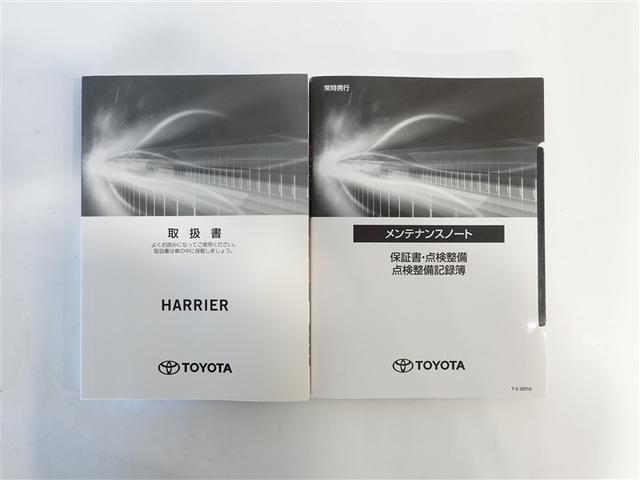 取扱書
よくお読みになってご使用ください。
取扱書は車の中に保管しましょう。
HARRIER
TOYOTA
常時携行
メンテナンスノート
保証書・点検整備
点検整備記録簿
TOYOTA
T-0 32010